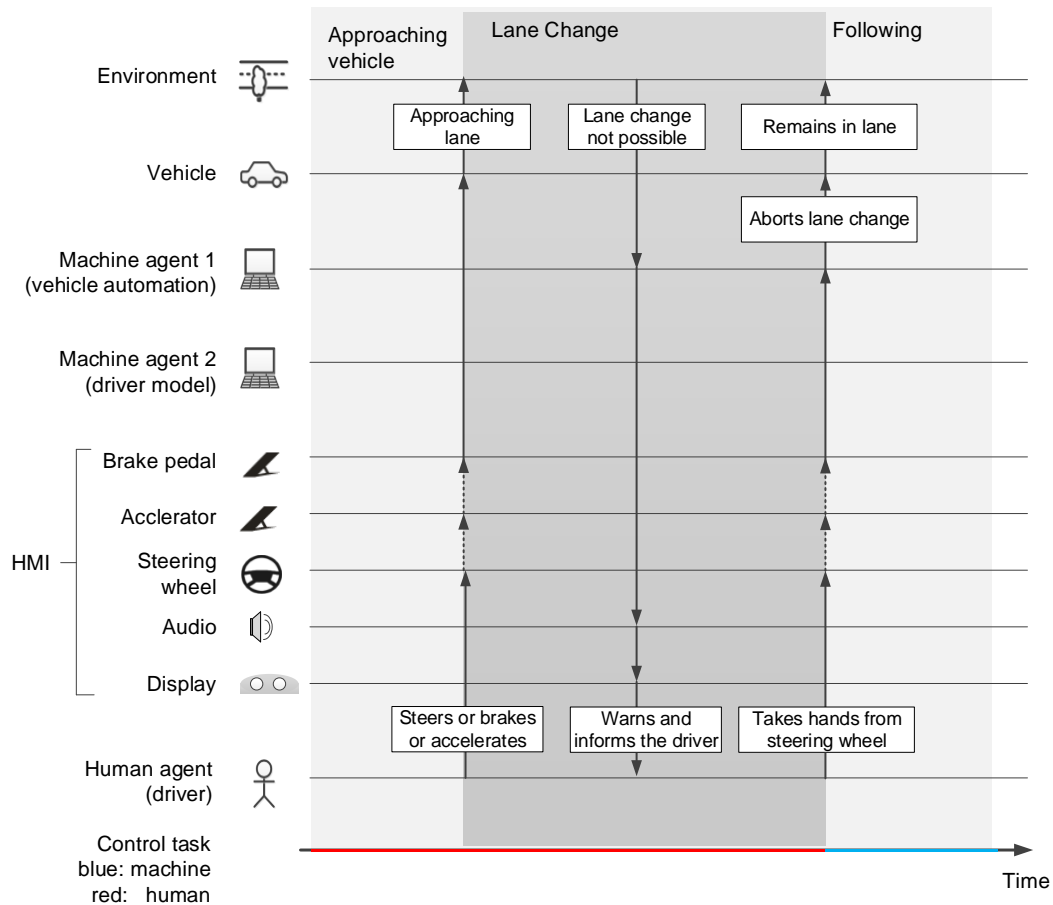 Approaching
vehicle
Lane Change
Following
Environment
Approaching
lane
Lane change
not possible
Remains in lane
Vehicle
Aborts lane change
Machine agent 1
(vehicle automation)
Machine agent 2
(driver model)
HMI
Brake pedal
Acclerator
Steering
wheel
Audio
Display
Steers or brakes
or accelerates
Warns and
informs the driver
Takes hands from
steering wheel
Human agent
(driver)
Control task
blue: machine
red: human
Time